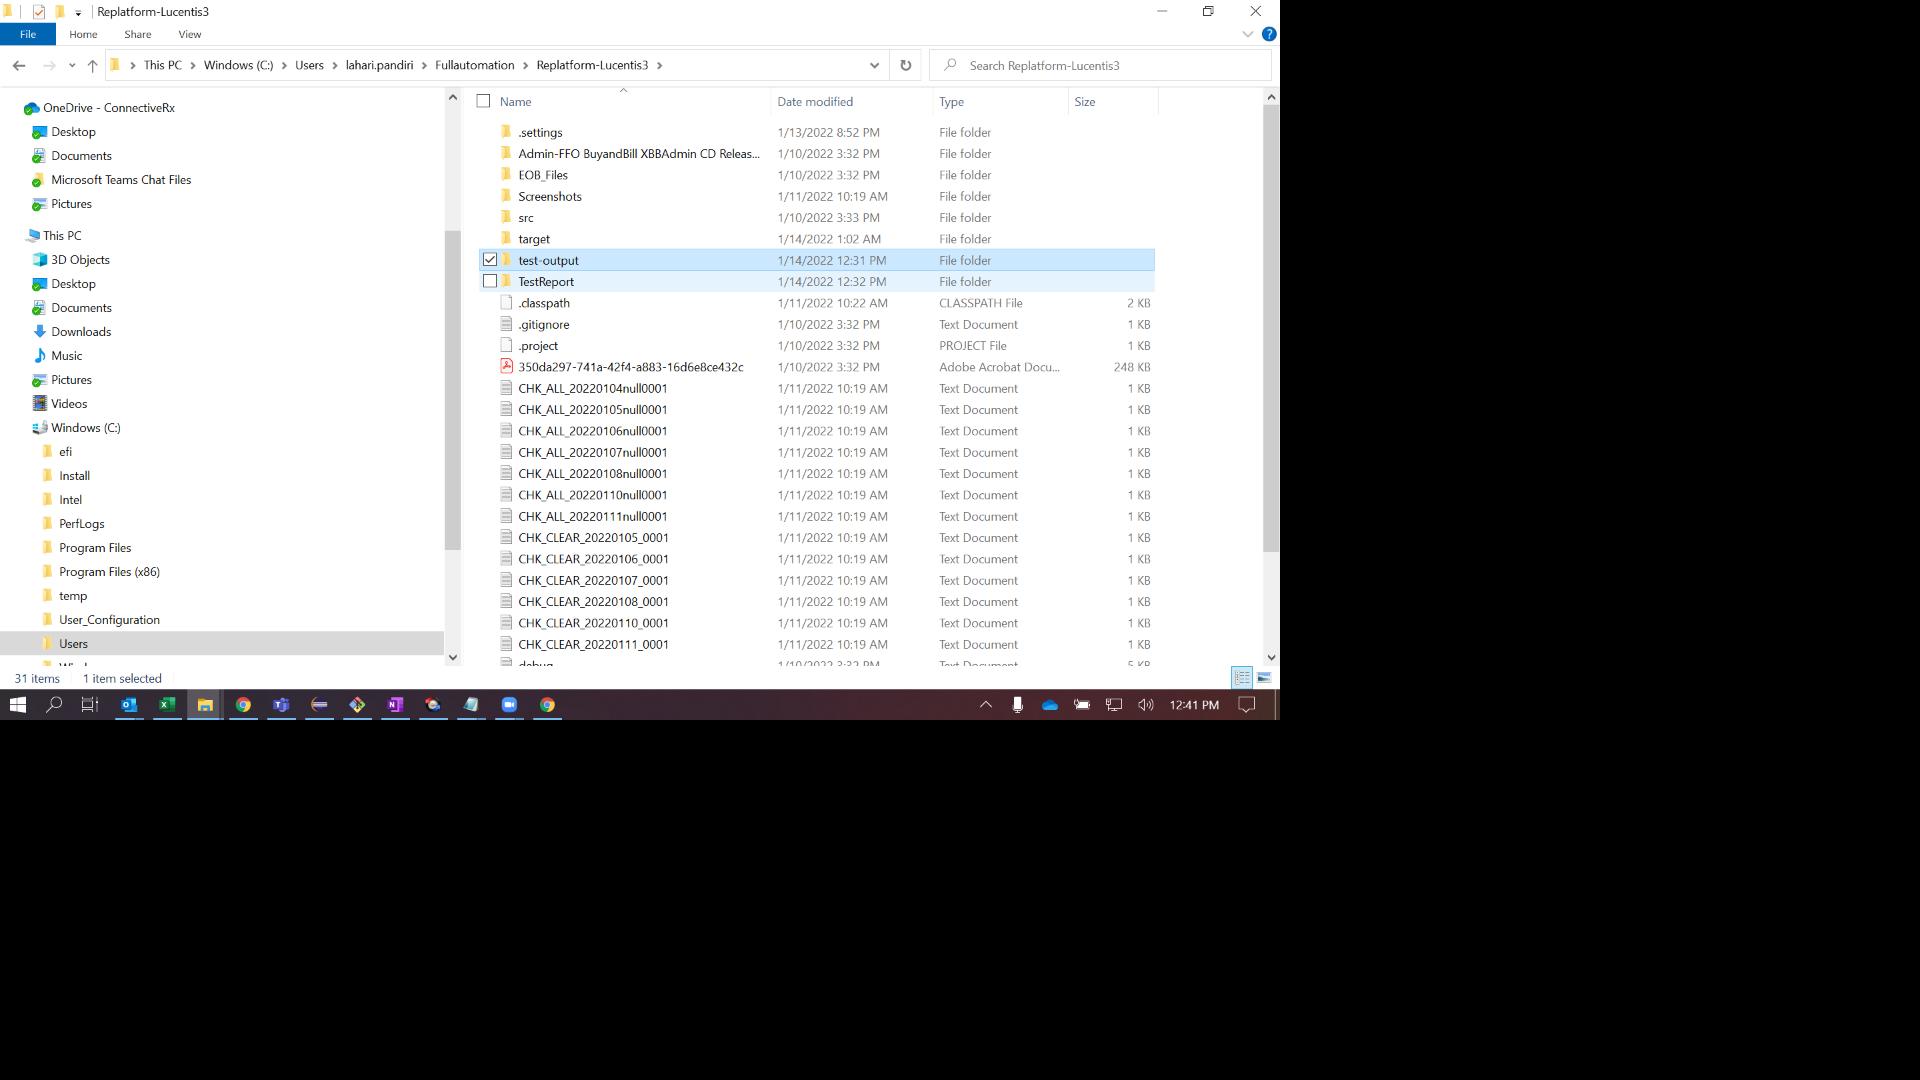 Replatform-Lucentis3
File
Home
Share
View
This PC
Windows (C:)
Users
lahari.pandiri
Fullautomation
Replatform-Lucentis3
Search Replatform-Lucentis3
OneDrive - ConnectiveRx
Desktop
Documents
Microsoft Teams Chat Files
Pictures
This PC
3D Objects
Desktop
Documents
Downloads
Music
Pictures
Videos
Windows (C:)
efi
Install
Intel
PerfLogs
Program Files
Program Files (x86)
temp
User_Configuration
Users
Name Date modified Type Size
.settings 1/13/2022 8:52 PM File folder
Admin-FFO BuyandBill XBBAdmin CD Releas... 1/10/2022 3:32 PM File folder
EOB_Files 1/10/2022 3:32 PM File folder
Screenshots 1/11/2022 10:19 AM File folder
src 1/10/2022 3:33 PM File folder
target 1/14/2022 1:02 AM File folder
test-output 1/14/2022 12:31 PM File folder
TestReport 1/14/2022 12:32 PM File folder
.classpath 1/11/2022 10:22 AM CLASSPATH File 2 KB
.gitignore 1/10/2022 3:32 PM Text Document 1 KB
.project 1/10/2022 3:32 PM PROJECT File 1 KB
350da297-741a-42f4-a883-16d6e8ce432c 1/10/2022 3:32 PM Adobe Acrobat Docu... 248 KB
CHK_ALL_20220104null0001 1/11/2022 10:19 AM Text Document 1 KB
CHK_ALL_20220105null0001 1/11/2022 10:19 AM Text Document 1 KB
CHK_ALL_20220106null0001 1/11/2022 10:19 AM Text Document 1 KB
CHK_ALL_20220107null0001 1/11/2022 10:19 AM Text Document 1 KB
CHK_ALL_20220108null0001 1/11/2022 10:19 AM Text Document 1 KB
CHK_ALL_20220110null0001 1/11/2022 10:19 AM Text Document 1 KB
CHK_ALL_20220111null0001 1/11/2022 10:19 AM Text Document 1 KB
CHK_CLEAR_20220105_0001 1/11/2022 10:19 AM Text Document 1 KB
CHK_CLEAR_20220106_0001 1/11/2022 10:19 AM Text Document 1 KB
CHK_CLEAR_20220107_0001 1/11/2022 10:19 AM Text Document 1 KB
CHK_CLEAR_20220108_0001 1/11/2022 10:19 AM Text Document 1 KB
CHK_CLEAR_20220110_0001 1/11/2022 10:19 AM Text Document 1 KB
CHK_CLEAR_20220111_0001 1/11/2022 10:19 AM Text Document 1 KB
debug 1/10/2022 3:32 PM Text Document 5 KB
31 items 1 item selected
12:41 PM